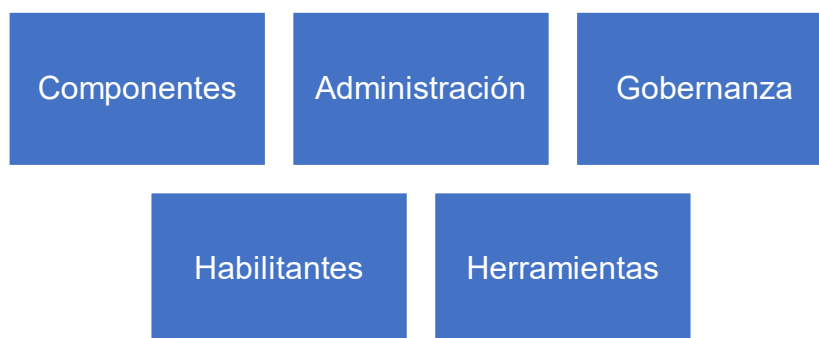 Componentes
Administración
Gobernanza
Habilitantes
Herramientas